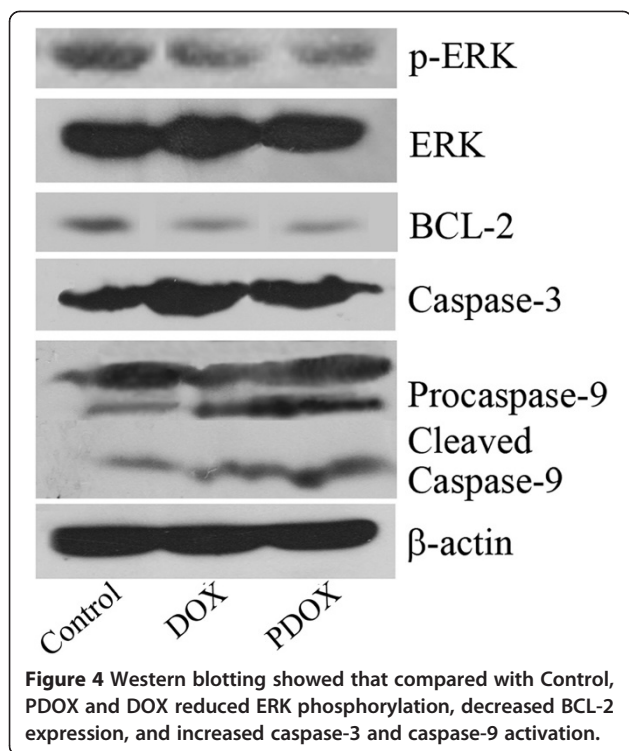 p-ERK
ERK
BCL-2
Caspase-3
Procaspase-9
Cleaved
Caspase-9
β-actin
Control
DOX
PDOX
Figure 4 Western blotting showed that compared with Control,
PDOX and DOX reduced ERK phosphorylation, decreased BCL-2
expression, and increased caspase-3 and caspase-9 activation.